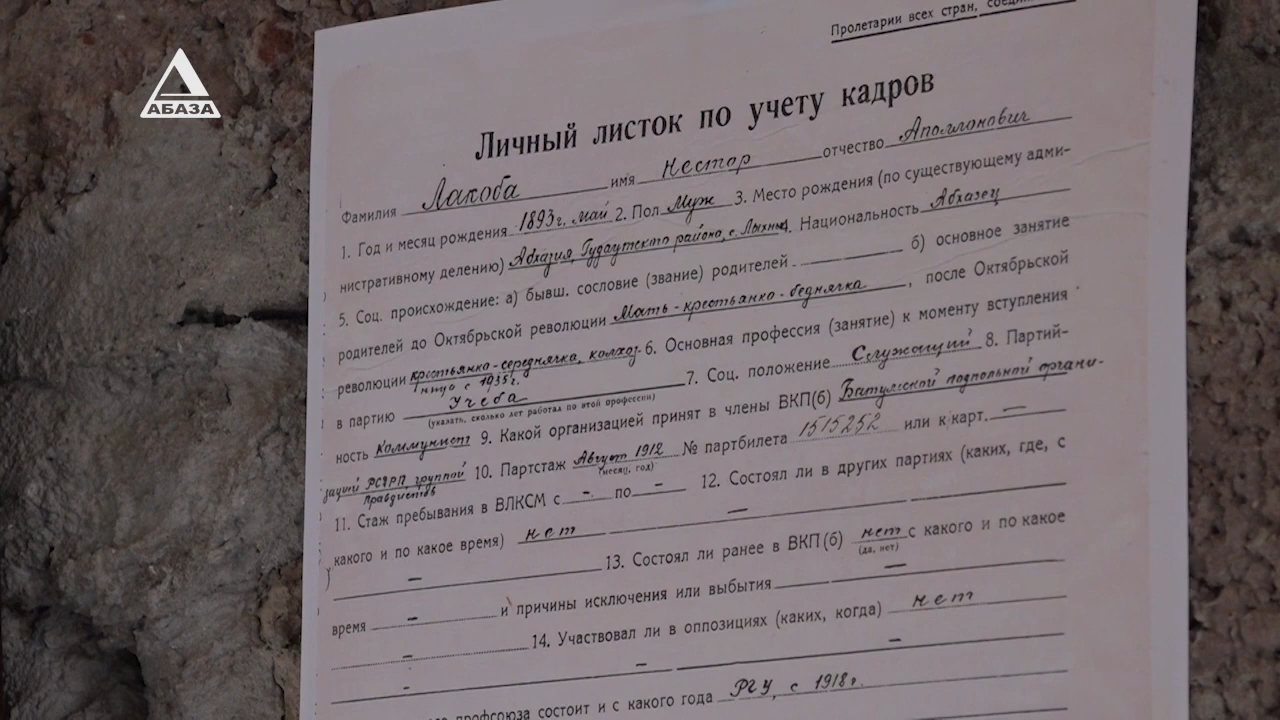 АБАЗА
Пролетарии всех стран,
Личный листок по учету кадров
Фамилия Лакоба имя Нестор отчество Аполлонович
1. Год и месяц рождения 1893г. май 2. Пол Муж 3. Место рождения (по существующему адми-
нистративному делению) Абхазия, Гудаутского района, с. Лыхны 4. Национальность Абхазец
5. Соц. происхождение: а) бывш. сословие (звание) родителей б) основное занятие
родителей до Октябрьской революции Мать-крестьянка-беднячка, после Октябрьской
революции крестьянка-середнячка, колхоз- 6. Основная профессия (занятие) к моменту вступления
ница с 1935г.
в партию Учеба 7. Соц. положение Служащий 8. Партий-
(указать, сколько лет работал по этой профессии)
ность Коммунист 9. Какой организацией принят в члены ВКП(б) Батумской подпольной органи-
зацией РСДРП, группой 10. Партстаж Август 1912 № партбилета 1515252 или к карт. —
Правдистов (месяц, год)
11. Стаж пребывания в ВЛКСМ с — по — 12. Состоял ли в других партиях (каких, где, с
какого и по какое время) нет —
— 13. Состоял ли ранее в ВКП(б) нет с какого и по какое
(да, нет)
время — и причины исключения или выбытия —
— 14. Участвовал ли в оппозициях (каких, когда) нет
— — —
профсоюза состоит и с какого года РГУ, с 1918г.